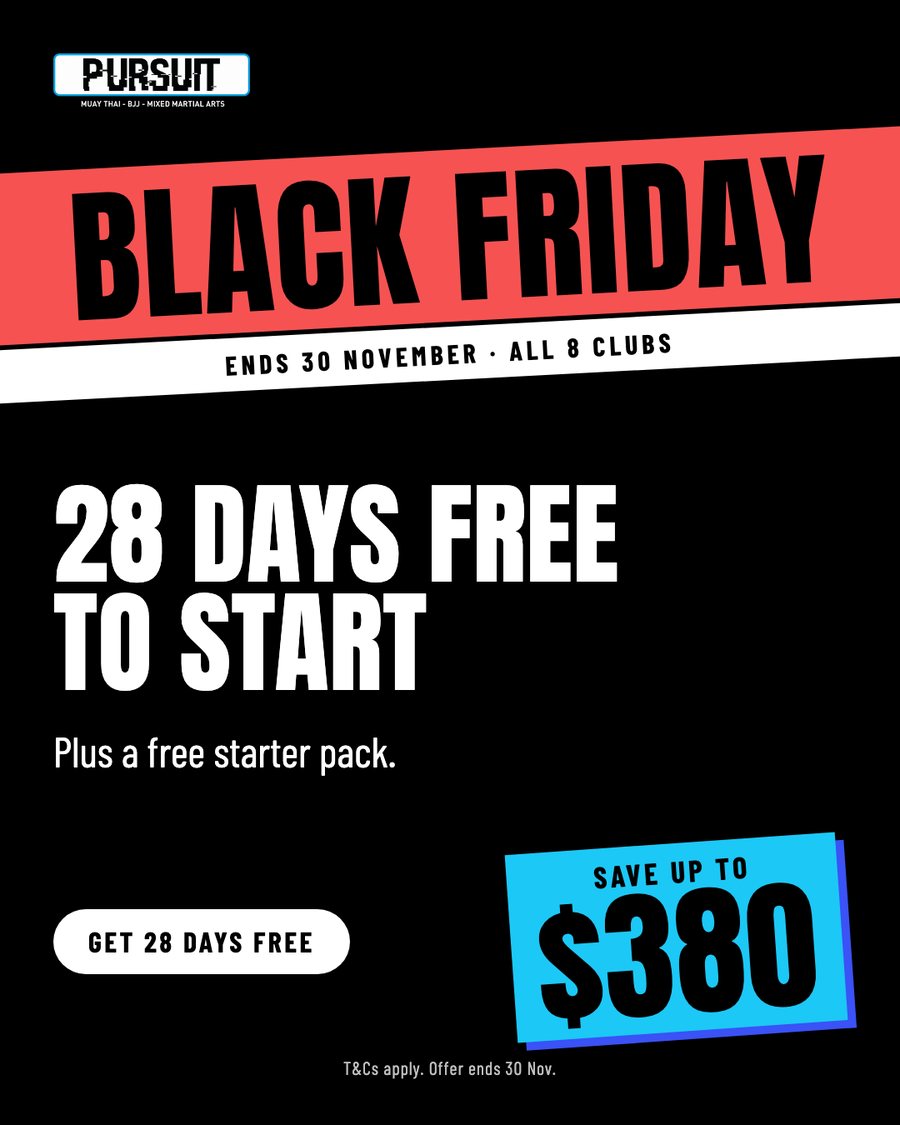 PURSUIT
MUAY THAI - BJJ - MIXED MARTIAL ARTS
BLACK FRIDAY
ENDS 30 NOVEMBER · ALL 8 CLUBS
28 DAYS FREE
TO START
Plus a free starter pack.
SAVE UP TO
$380
GET 28 DAYS FREE
T&Cs apply. Offer ends 30 Nov.